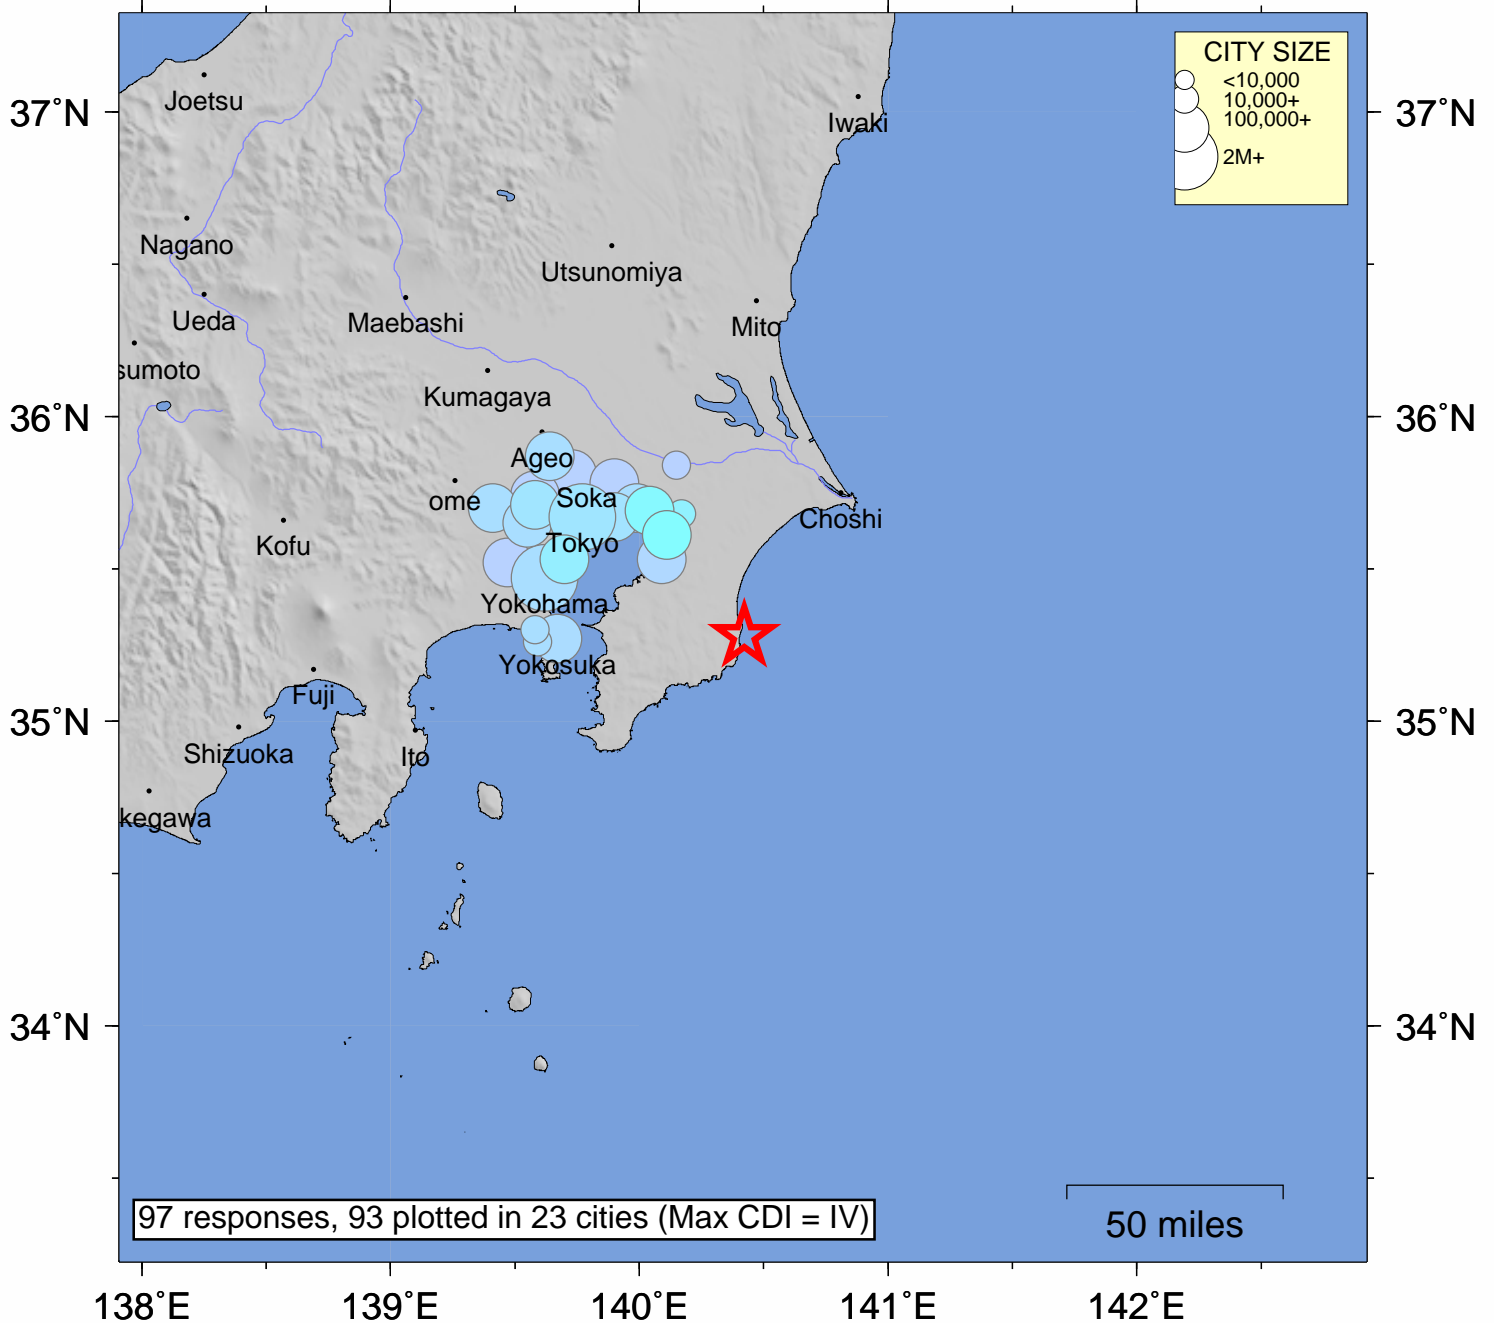 CITY SIZE
<10,000
10,000+
100,000+
2M+
37˚N
37˚N
Joetsu
Iwaki
Nagano
Utsunomiya
Ueda
Maebashi
Mito
sumoto
Kumagaya
36˚N
36˚N
Ageo
ome
Soka
Choshi
Kofu
Tokyo
Yokohama
Yokosuka
Fuji
35˚N
35˚N
Shizuoka
Ito
kegawa
34˚N
34˚N
97 responses, 93 plotted in 23 cities (Max CDI = IV)
50 miles
138˚E
139˚E
140˚E
141˚E
142˚E